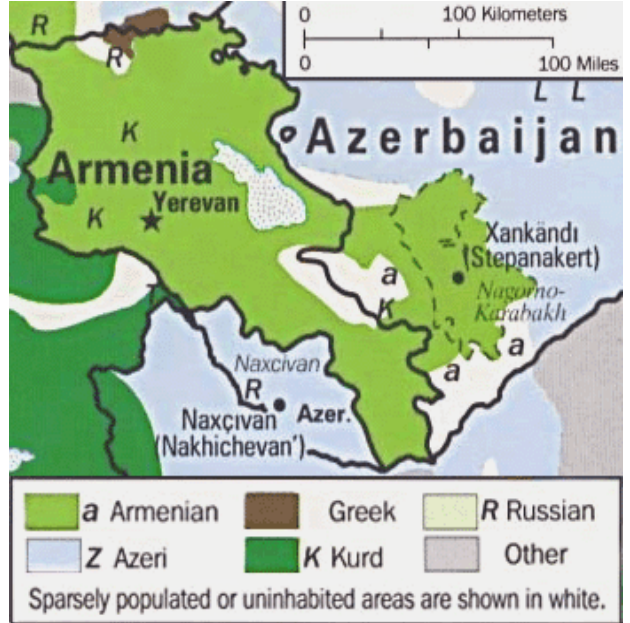 0 100 Kilometers
0 100 Miles
R
R
L L
K
Azerbaijan
Armenia
Yerevan
K
Xankändı
(Stepanakert)
a
Nagorno-
Karabakh
K
a
a
Naxcivan
R
Naxçıvan Azer.
(Nakhichevan')
a Armenian Greek R Russian
Z Azeri K Kurd Other
Sparsely populated or uninhabited areas are shown in white.